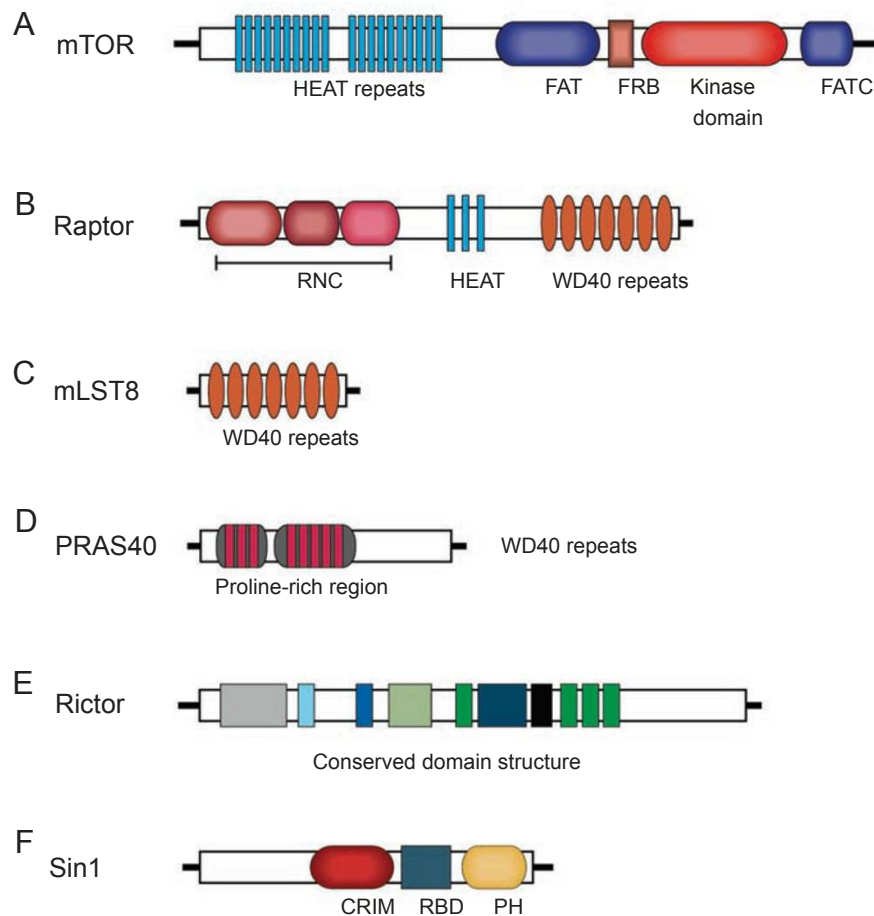 A
mTOR
HEAT repeats
FAT
FRB
Kinase
domain
FATC
B
Raptor
RNC
HEAT
WD40 repeats
C
mLST8
WD40 repeats
D
PRAS40
WD40 repeats
Proline-rich region
E
Rictor
Conserved domain structure
F
Sin1
CRIM
RBD
PH